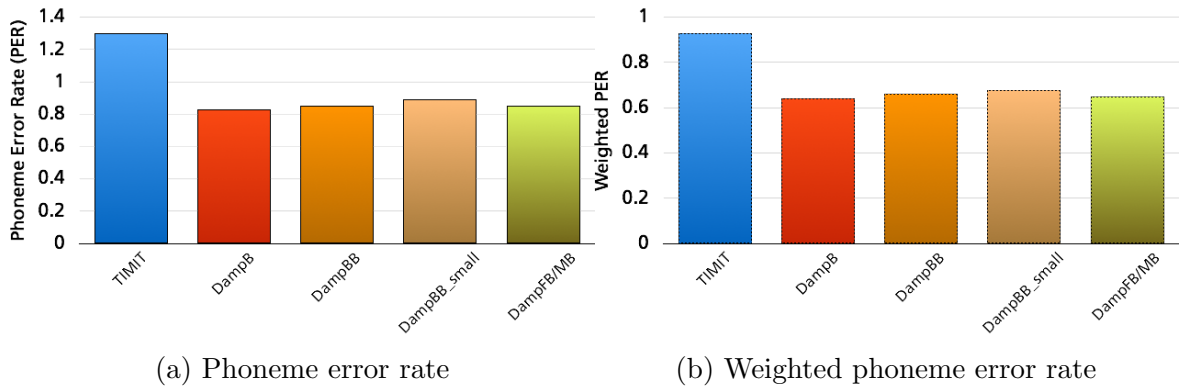 Phoneme Error Rate (PER)
1.4
1.2
1
0.8
0.6
0.4
0.2
0
TIMIT
DampB
DampBB
DampBB_small
DampFB/MB
(a) Phoneme error rate
Weighted PER
1
0.8
0.6
0.4
0.2
0
TIMIT
DampB
DampBB
DampBB_small
DampFB/MB
(b) Weighted phoneme error rate